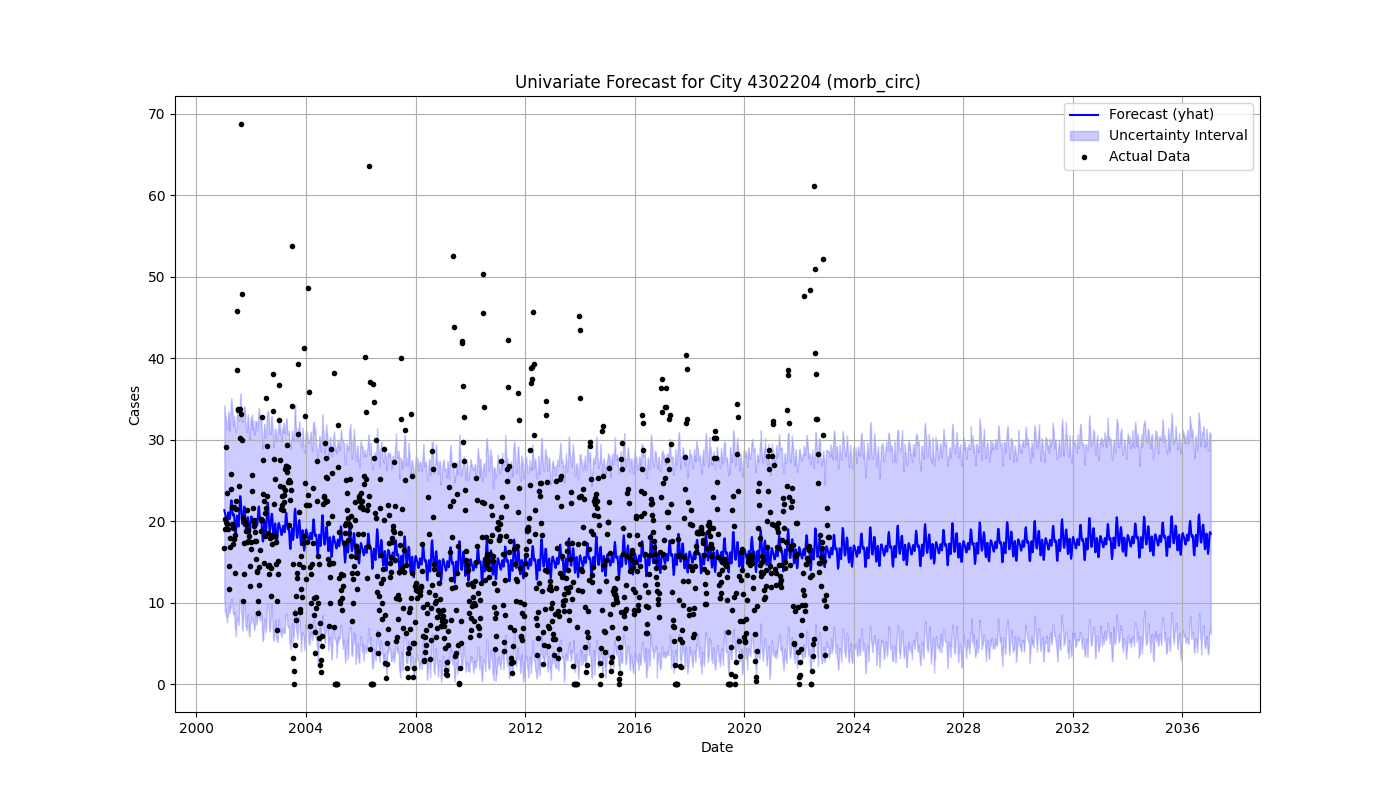 Univariate Forecast for City 4302204 (morb_circ)
Forecast (yhat)
Uncertainty Interval
Actual Data
Cases
70
60
50
40
30
20
10
0
2000 2004 2008 2012 2016 2020 2024 2028 2032 2036
Date